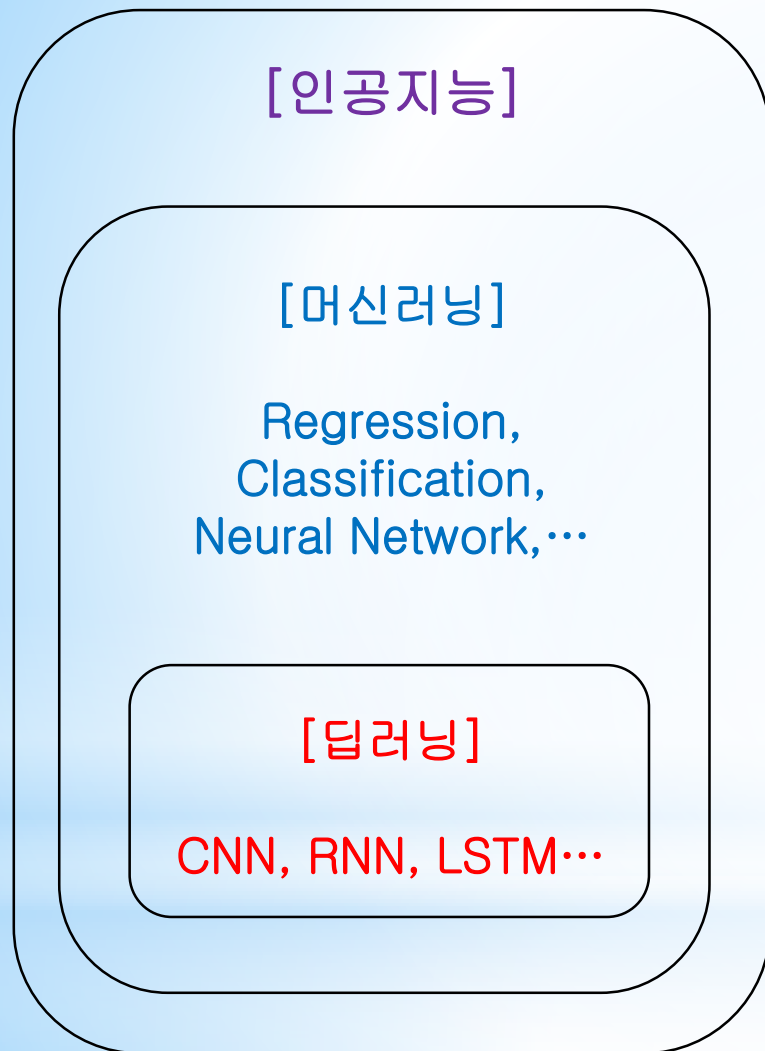 [인공지능]
[머신러닝]
Regression,
Classification,
Neural Network,…
[딥러닝]
CNN, RNN, LSTM…